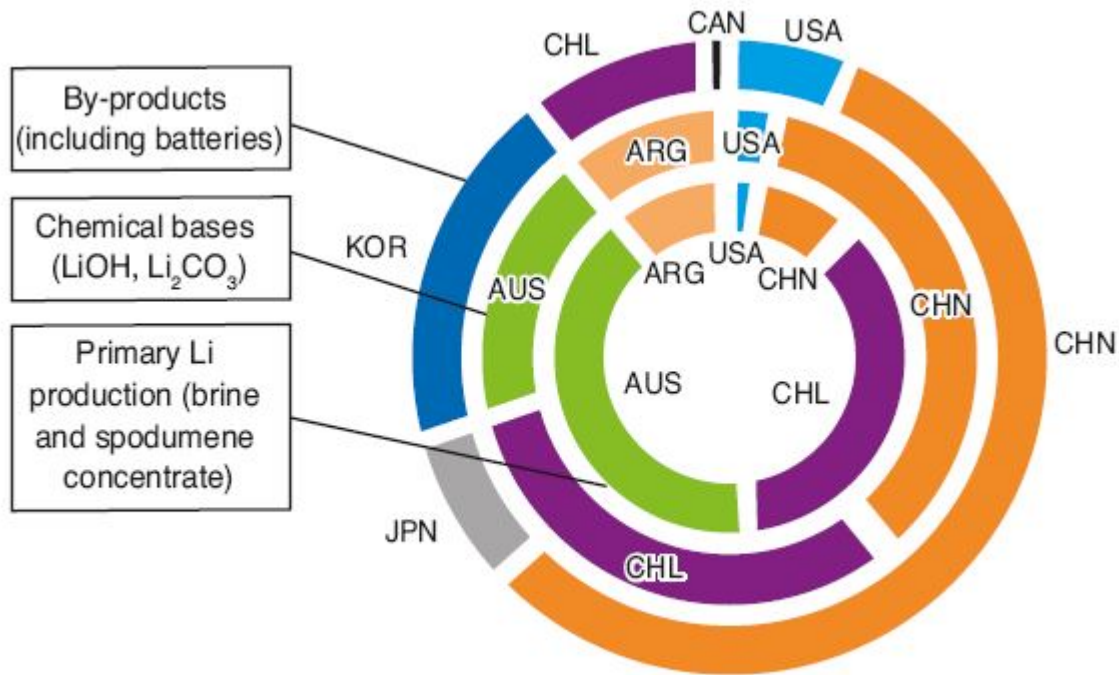 By-products
(including batteries)
Chemical bases
(LiOH, Li₂CO₃)
Primary Li
production (brine
and spodumene
concentrate)
CAN
USA
CHL
CHN
KOR
JPN
ARG
USA
CHN
AUS
CHL
ARG
USA
CHN
AUS
CHL